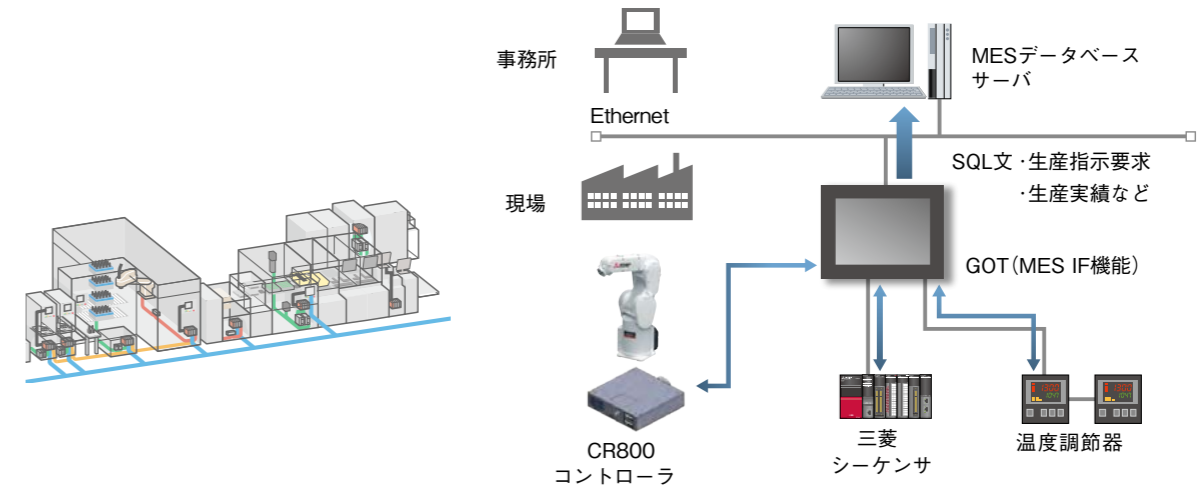 事務所
MESデータベース
サーバ
Ethernet
SQL文 ・生産指示要求
・生産実績など
現場
GOT（MES IF機能）
CR800
コントローラ
三菱
シーケンサ
温度調節器